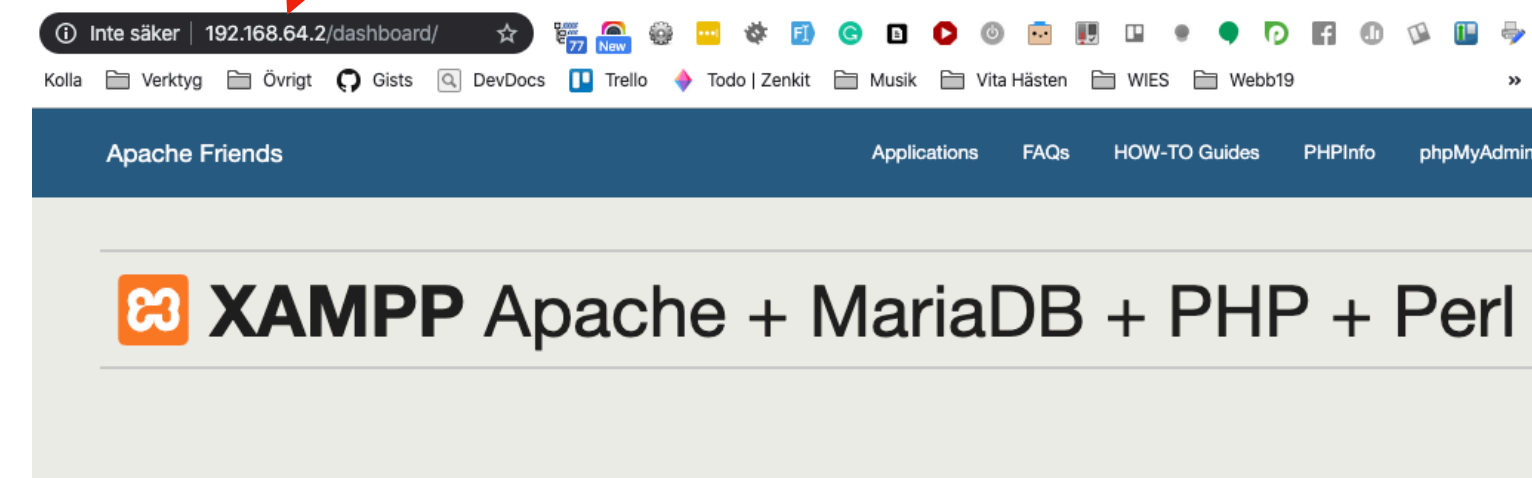 Inte säker 192.168.64.2/dashboard/ 77 New
Kolla Verktyg Övrigt Gists DevDocs Trello Todo | Zenkit Musik Vita Hästen WIES Webb19 »
Apache Friends Applications FAQs HOW-TO Guides PHPInfo phpMyAdmin
XAMPP Apache + MariaDB + PHP + Perl